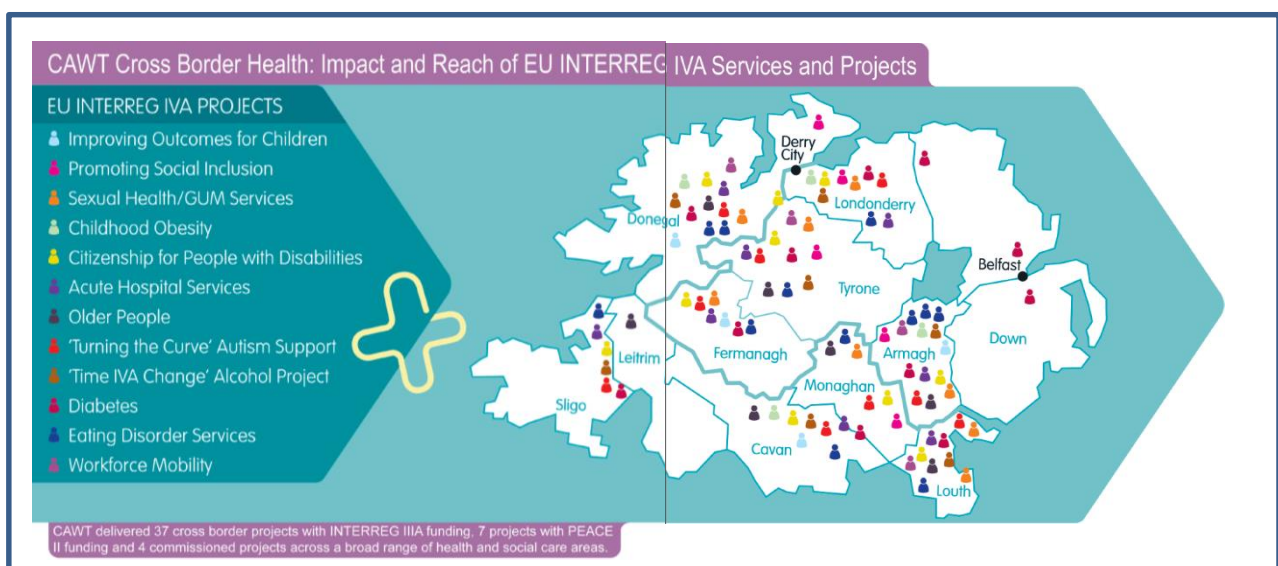 CAWT Cross Border Health: Impact and Reach of EU INTERREG IVA Services and Projects
EU INTERREG IVA PROJECTS
Improving Outcomes for Children
Promoting Social Inclusion
Sexual Health/GUM Services
Childhood Obesity
Citizenship for People with Disabilities
Acute Hospital Services
Older People
'Turning the Curve' Autism Support
'Time IVA Change' Alcohol Project
Diabetes
Eating Disorder Services
Workforce Mobility
Derry
City
Londonderry
Donegal
Belfast
Tyrone
Down
Armagh
Fermanagh
Leitrim
Monaghan
Sligo
Cavan
Louth
CAWT delivered 37 cross border projects with INTERREG IIIA funding, 7 projects with PEACE
II funding and 4 commissioned projects across a broad range of health and social care areas.